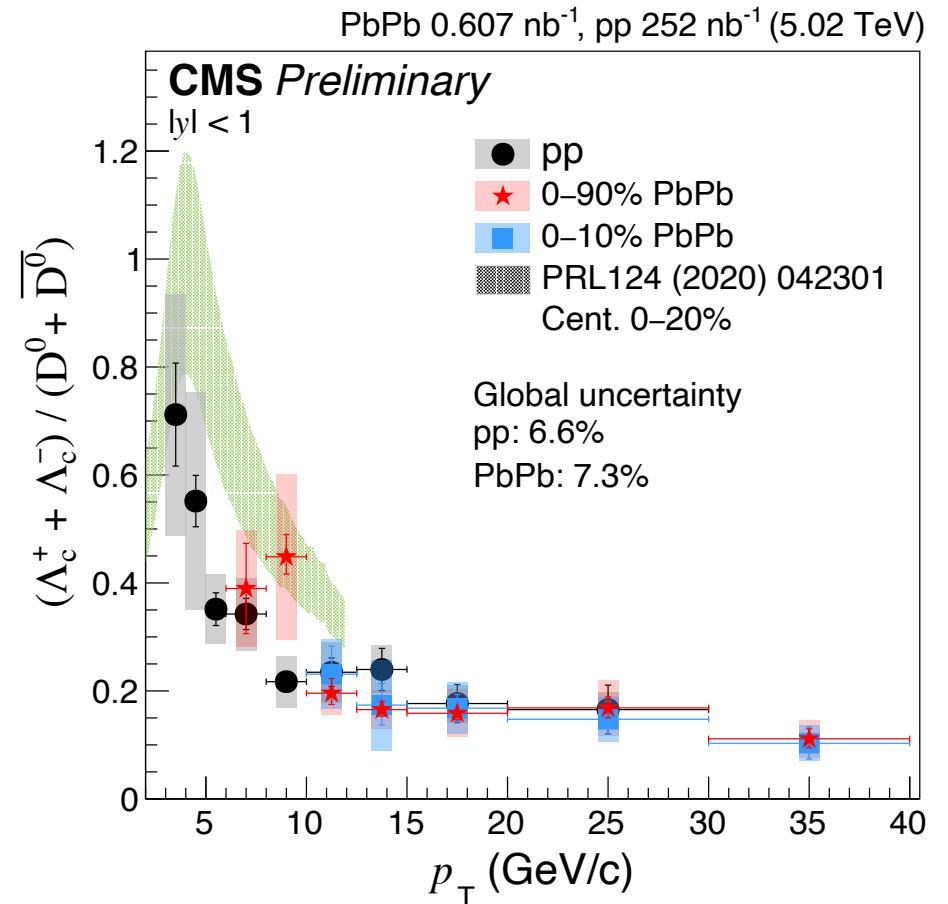 PbPb 0.607 nb⁻¹, pp 252 nb⁻¹ (5.02 TeV)
CMS Preliminary
|y| < 1
pp
0–90% PbPb
0–10% PbPb
PRL124 (2020) 042301
Cent. 0–20%
Global uncertainty
pp: 6.6%
PbPb: 7.3%
(Λc⁺ + Λc⁻) / (D⁰ + D̅⁰)
1.2
1
0.8
0.6
0.4
0.2
0
5 10 15 20 25 30 35 40
pT (GeV/c)